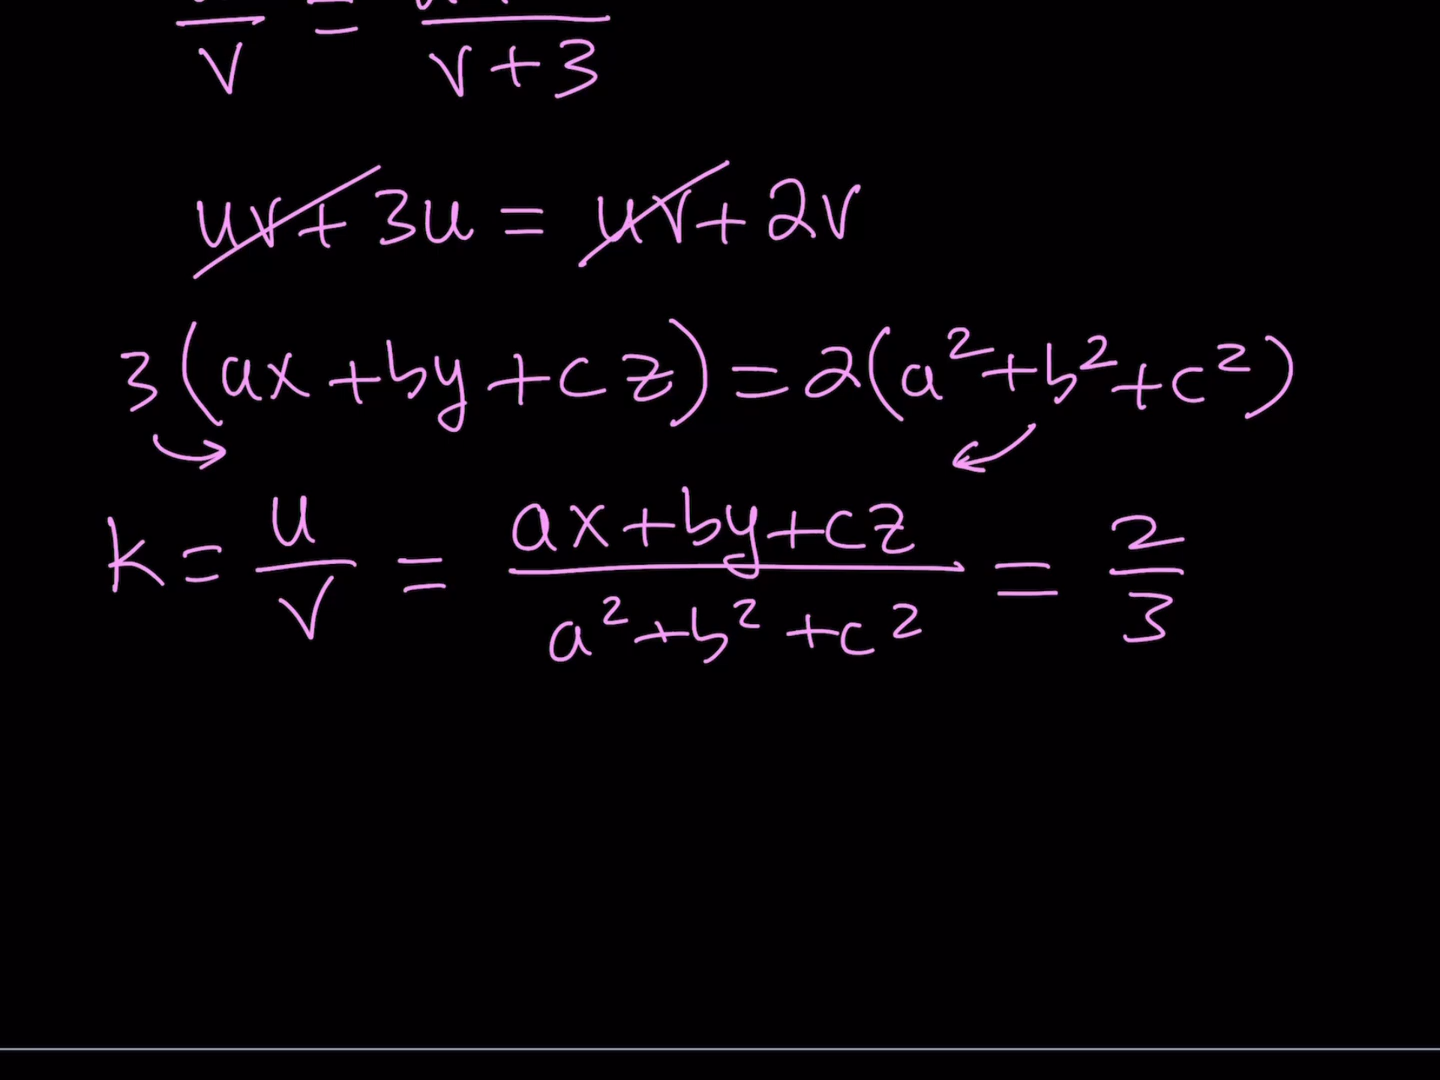 v = v+3
uv+3u = uv+2v
3(ax+by+cz) = 2(a²+b²+c²)
k = u/v = (ax+by+cz)/(a²+b²+c²) = 2/3